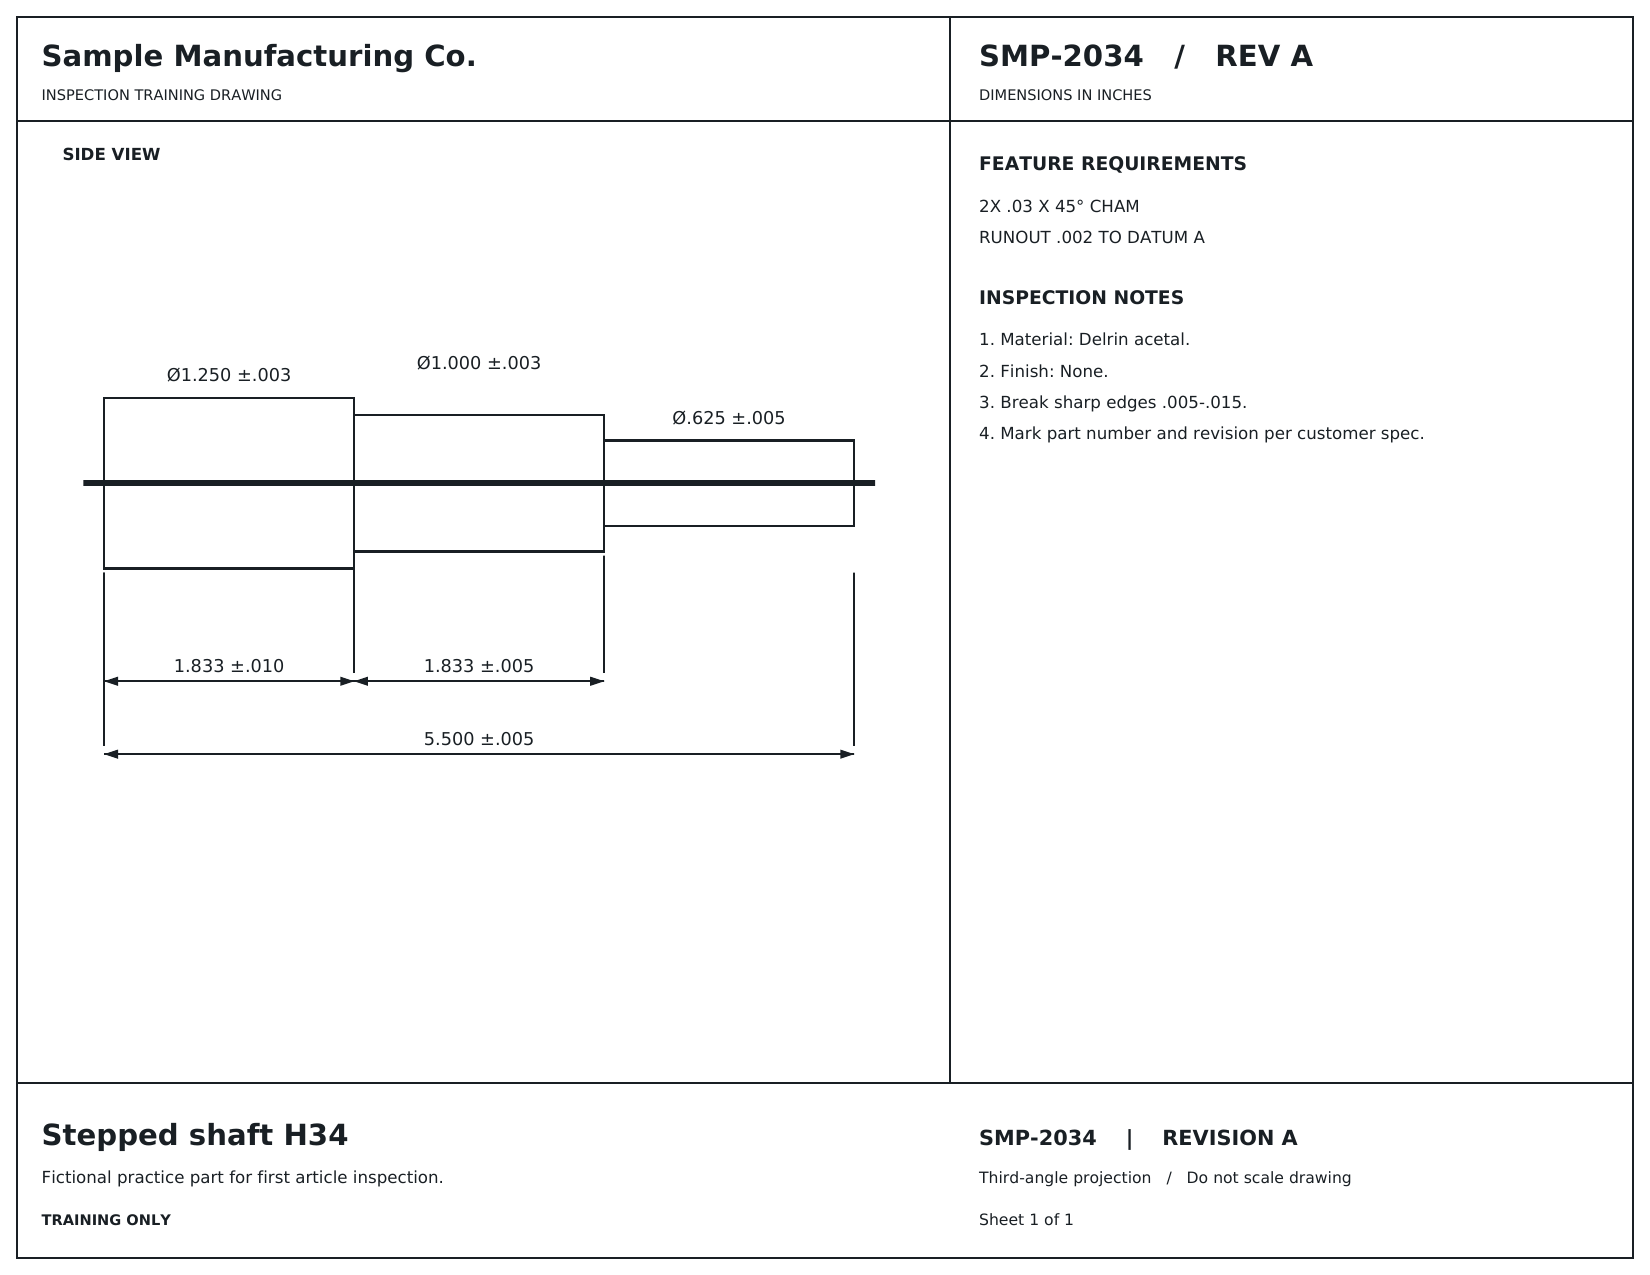 Sample Manufacturing Co.
INSPECTION TRAINING DRAWING
SMP-2034 / REV A
DIMENSIONS IN INCHES
SIDE VIEW
Ø1.250 ±.003
Ø1.000 ±.003
Ø.625 ±.005
1.833 ±.010
1.833 ±.005
5.500 ±.005
FEATURE REQUIREMENTS
2X .03 X 45° CHAM
RUNOUT .002 TO DATUM A
INSPECTION NOTES
1. Material: Delrin acetal.
2. Finish: None.
3. Break sharp edges .005-.015.
4. Mark part number and revision per customer spec.
Stepped shaft H34
Fictional practice part for first article inspection.
TRAINING ONLY
SMP-2034 | REVISION A
Third-angle projection / Do not scale drawing
Sheet 1 of 1